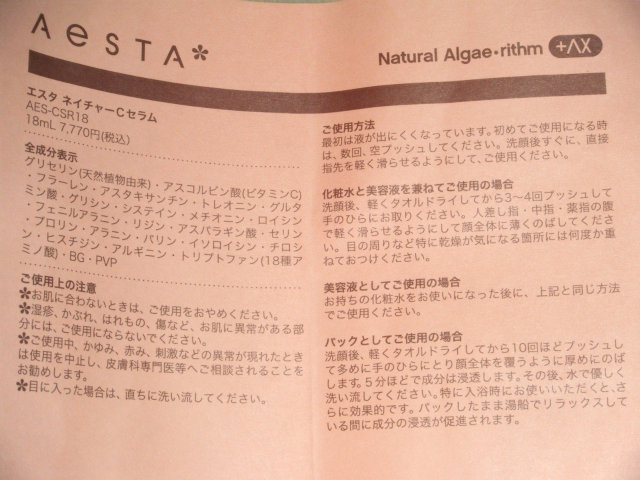 AeSTA*
Natural Algae・rithm +ΛX
エスタ ネイチャーCセラム
AES-CSR18
18mL 7,770円(税込)
全成分表示
グリセリン(天然植物由来)・アスコルビン酸(ビタミンC)
・フラーレン・アスタキサンチン・トレオニン・グルタ
ミン酸・グリシン・システイン・メチオニン・ロイシン
・フェニルアラニン・リジン・アスパラギン酸・セリン
・プロリン・アラニン・バリン・イソロイシン・チロシ
ン・ヒスチジン・アルギニン・トリプトファン(18種ア
ミノ酸)・BG・PVP
ご使用上の注意
✽お肌に合わないときは、ご使用をおやめください。
✽湿疹、かぶれ、はれもの、傷など、お肌に異常がある部
分には、ご使用にならないでください。
✽ご使用中、かゆみ、赤み、刺激などの異常が現れたとき
は使用を中止し、皮膚科専門医等へご相談されることを
お勧めします。
✽目に入った場合は、直ちに洗い流してください。
ご使用方法
最初は液が出にくくなっています。初めてご使用になる時
は、数回、空プッシュしてください。洗顔後すぐに、直接
指先を軽く滑らせるようにして、ご使用ください。
化粧水と美容液を兼ねてご使用の場合
洗顔後、軽くタオルドライしてから3〜4回プッシュして
手のひらにお取りください。人差し指・中指・薬指の腹
で軽く滑らせるようにして顔全体に薄くのばしてくださ
い。目の周りなど特に乾燥が気になる箇所には何度か重
ねておつけください。
美容液としてご使用の場合
お持ちの化粧水をお使いになった後に、上記と同じ方法
でご使用ください。
パックとしてご使用の場合
洗顔後、軽くタオルドライしてから10回ほどプッシュし
て多めに手のひらにとり顔全体を覆うように厚めにのば
します。5分ほどで成分は浸透します。その後、水で優しく
洗い流してください。特に入浴時にお使いいただくと、さ
らに効果的です。パックしたまま湯船でリラックスして
いる間に成分の浸透が促進されます。